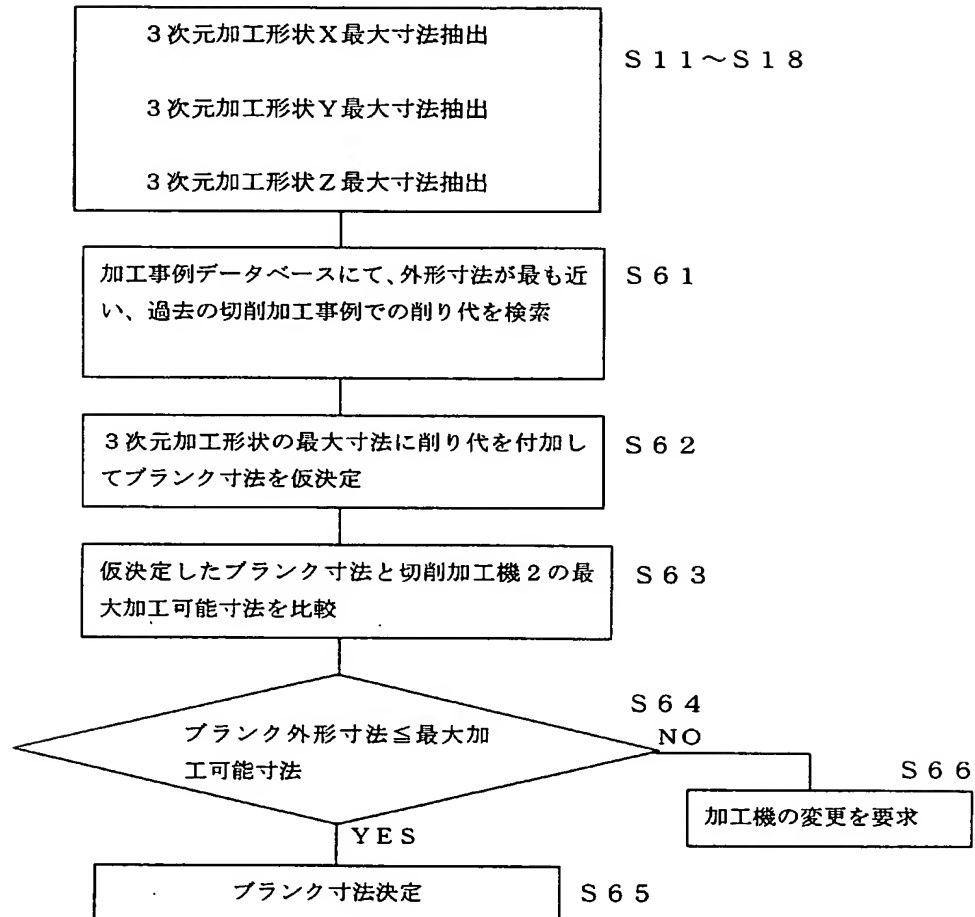 3次元加工形状X最大寸法抽出
S11～S18
3次元加工形状Y最大寸法抽出
3次元加工形状Z最大寸法抽出
加工事例データベースにて、外形寸法が最も近
い、過去の切削加工事例での削り代を検索
S61
3次元加工形状の最大寸法に削り代を付加し
てブランク寸法を仮決定
S62
仮決定したブランク寸法と切削加工機2の最
大加工可能寸法を比較
S63
ブランク外形寸法≦最大加
工可能寸法
S64
NO
S66
加工機の変更を要求
YES
ブランク寸法決定
S65